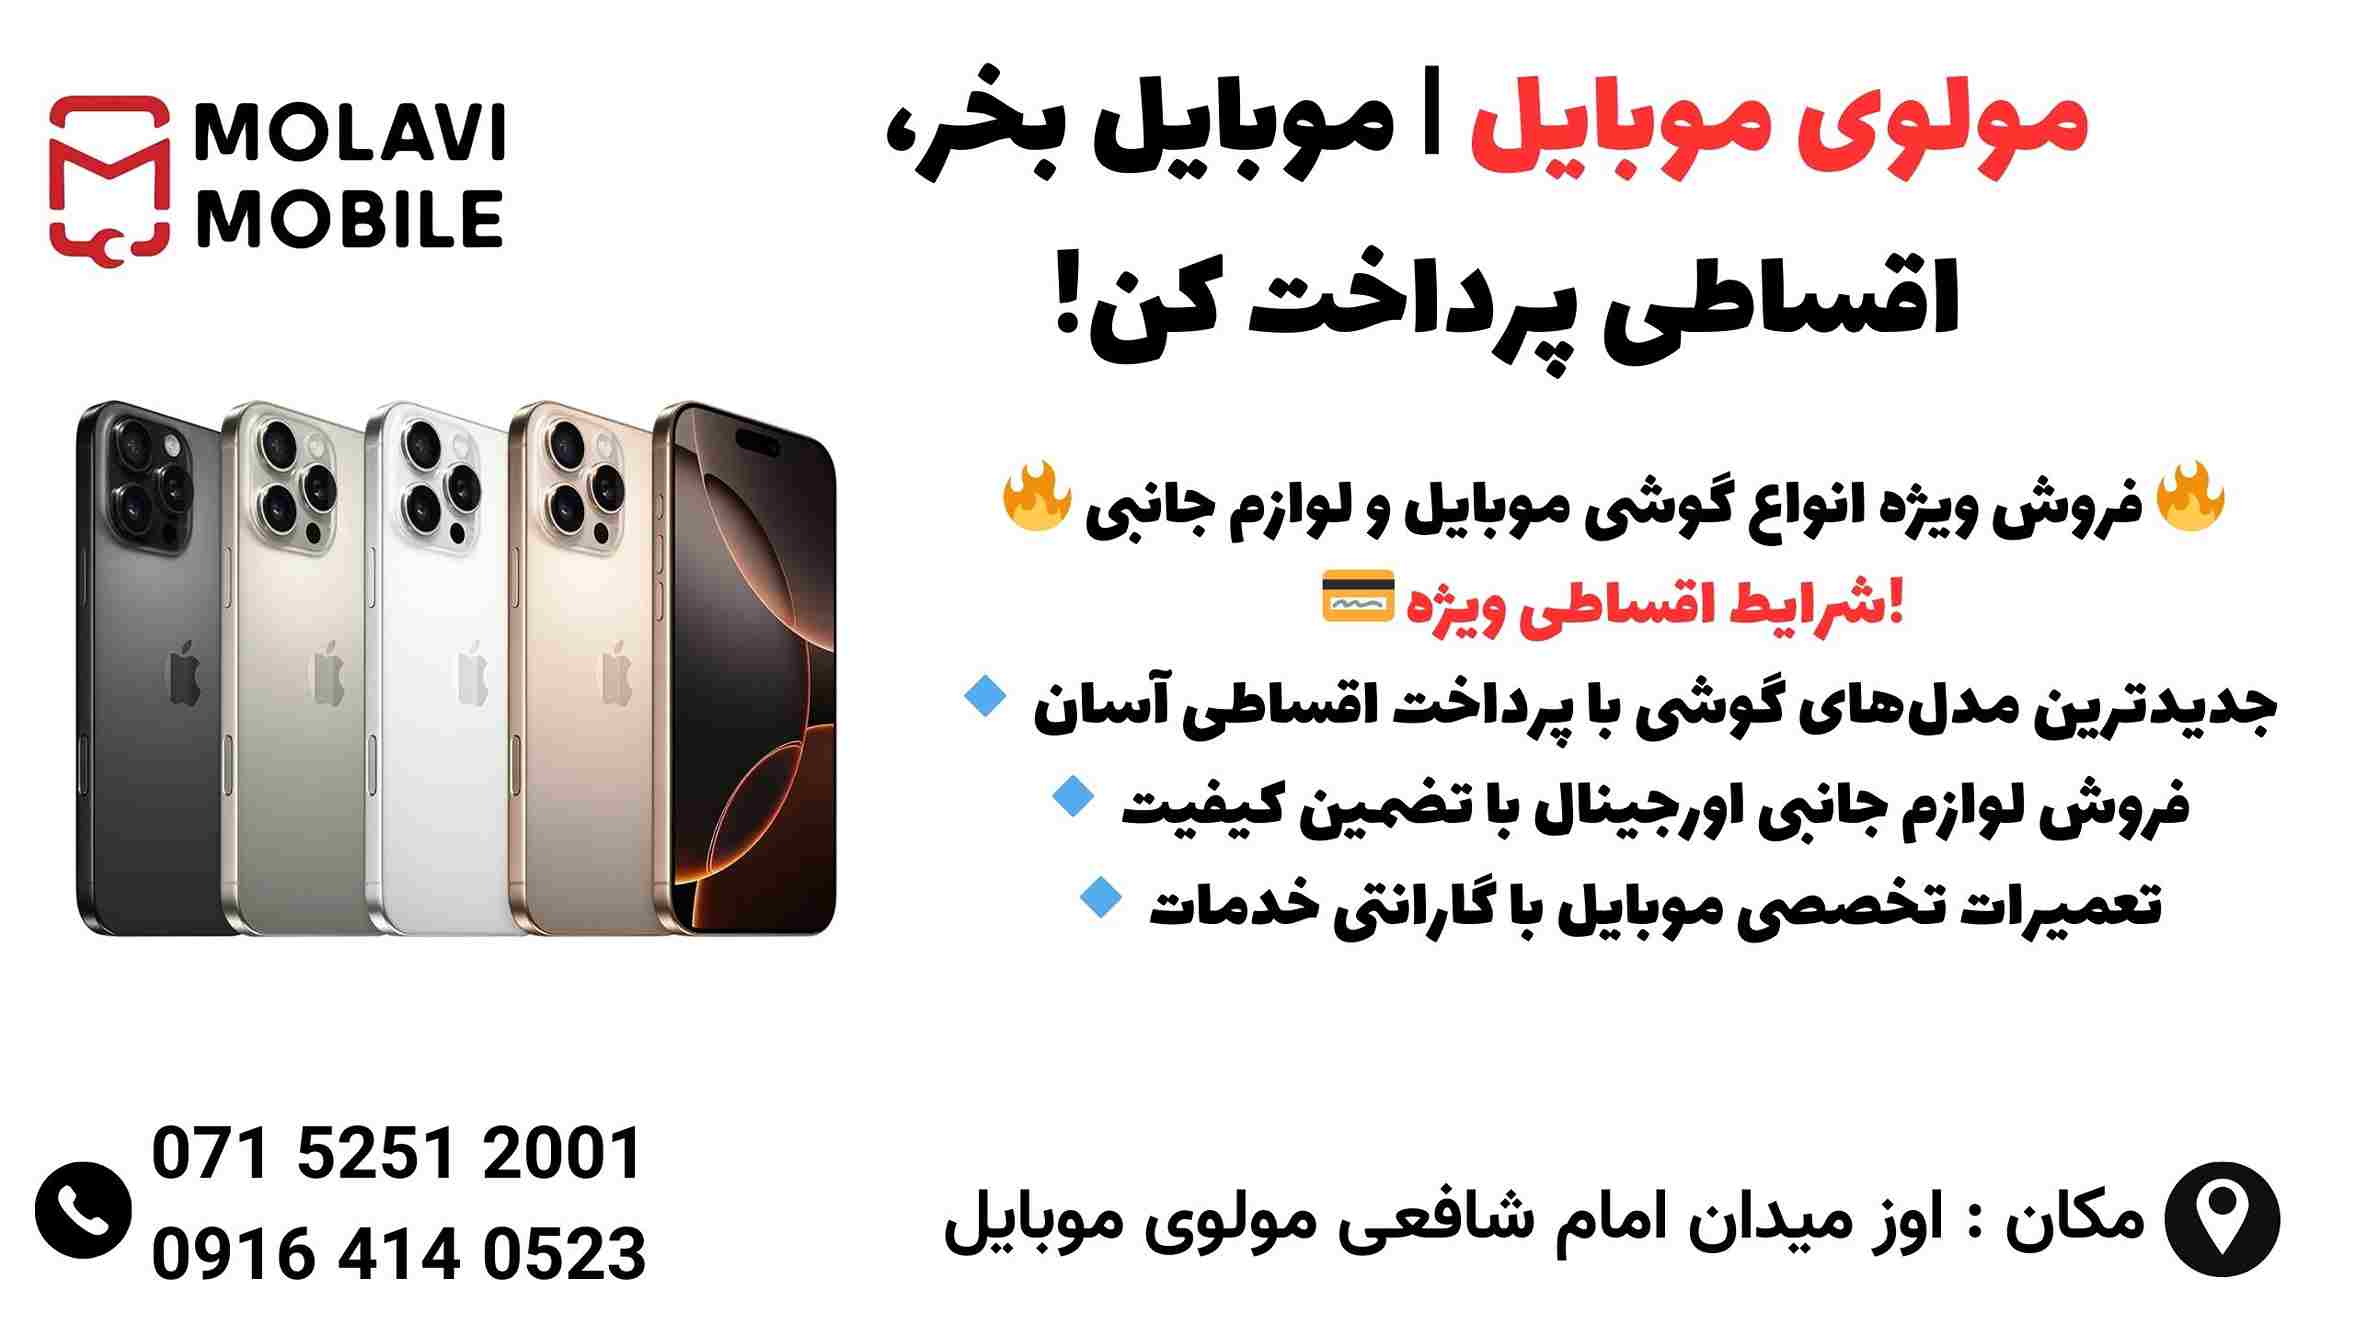 MOLAVI
MOBILE
مولوی موبایل | موبایل بخر،
اقساطی پرداخت کن!
🔥 فروش ویژه انواع گوشی موبایل و لوازم جانبی 🔥
!شرایط اقساطی ویژه 💳
جدیدترین مدل‌های گوشی با پرداخت اقساطی آسان 🔹
فروش لوازم جانبی اورجینال با تضمین کیفیت 🔹
تعمیرات تخصصی موبایل با گارانتی خدمات 🔹
071 5251 2001
0916 414 0523
مکان : اوز میدان امام شافعی مولوی موبایل